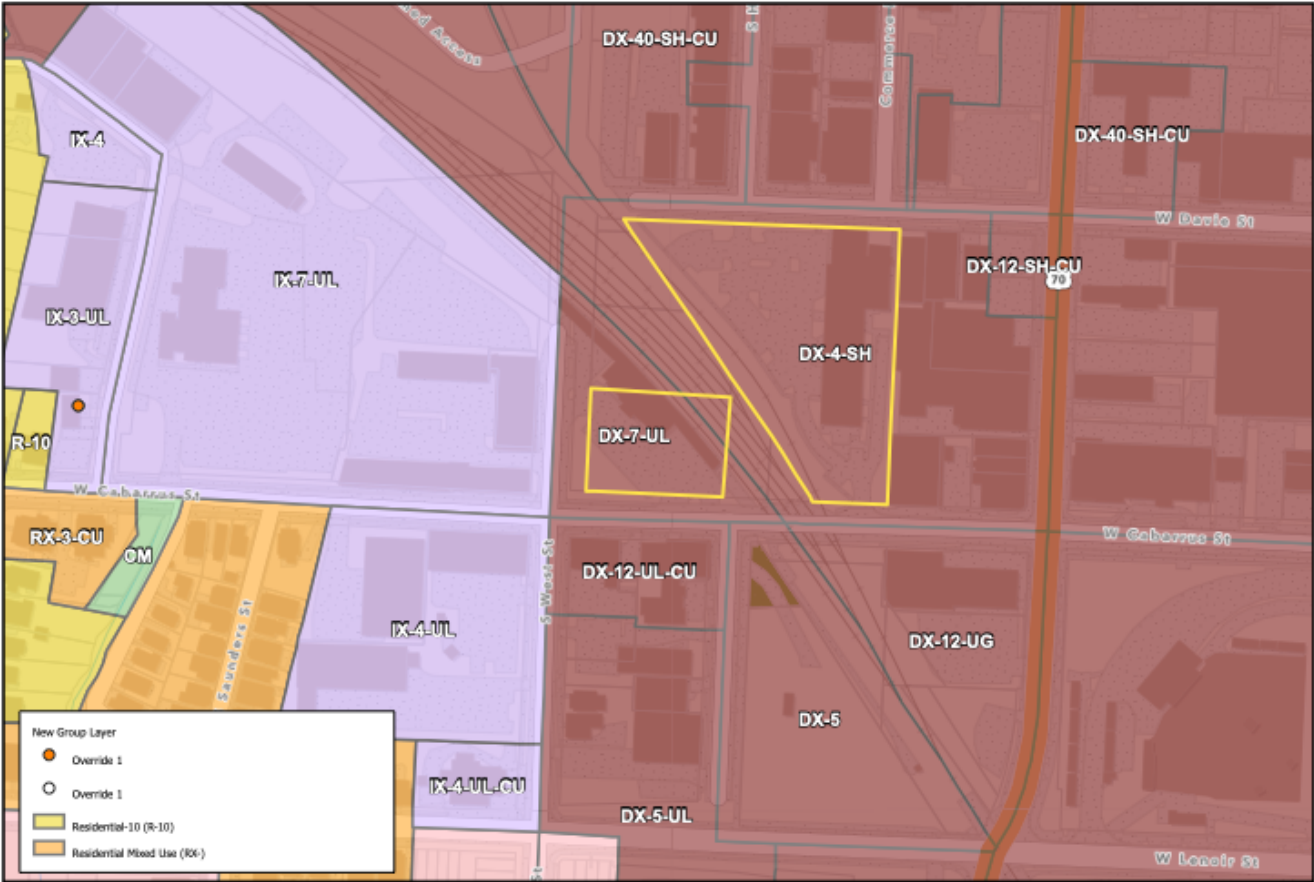 DX-40-SH-CU
S H
Commerce S
ned Access
DX-40-SH-CU
IX-4
W Davie St
DX-12-SH-CU
70
IX-7-UL
IX-3-UL
DX-4-SH
DX-7-UL
R-10
W Cabarrus St
RX-3-CU
OM
W Cabarrus St
S West St
DX-12-UL-CU
IX-4-UL
DX-12-UG
Saunders St
DX-5
New Group Layer
Override 1
Override 1
Residential-10 (R-10)
Residential Mixed Use (RX-)
IX-4-UL-CU
DX-5-UL
W Lenoir St
St